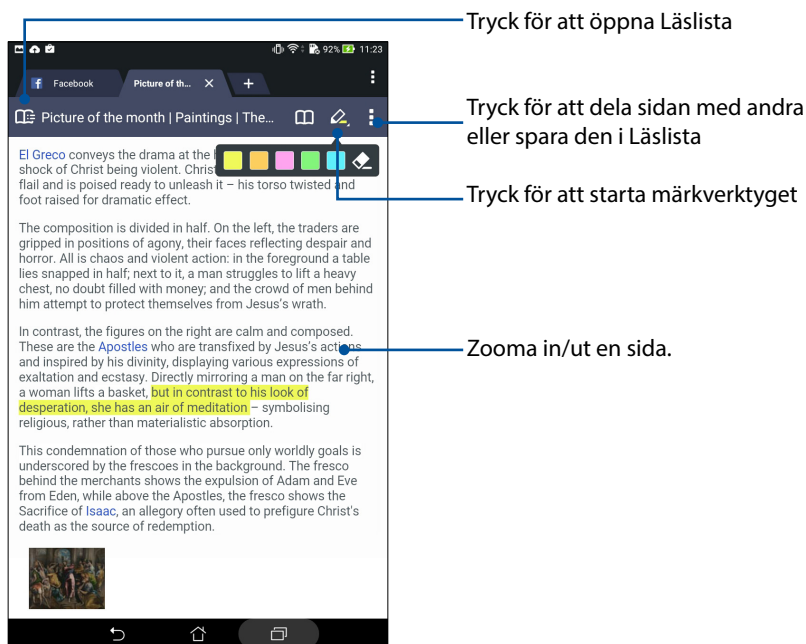 Tryck för att öppna Läslista
92% 11:23
Facebook
Picture of th...
Picture of the month | Paintings | The...
Tryck för att dela sidan med andra
eller spara den i Läslista
El Greco conveys the drama at the
shock of Christ being violent. Christ
flail and is poised ready to unleash it – his torso twisted and
foot raised for dramatic effect.
Tryck för att starta märkverktyget
The composition is divided in half. On the left, the traders are
gripped in positions of agony, their faces reflecting despair and
horror. All is chaos and violent action: in the foreground a table
lies snapped in half; next to it, a man struggles to lift a heavy
chest, no doubt filled with money; and the crowd of men behind
him attempt to protect themselves from Jesus's wrath.
In contrast, the figures on the right are calm and composed.
These are the Apostles who are transfixed by Jesus's actions
and inspired by his divinity, displaying various expressions of
exaltation and ecstasy. Directly mirroring a man on the far right,
a woman lifts a basket, but in contrast to his look of
desperation, she has an air of meditation – symbolising
religious, rather than materialistic absorption.
Zooma in/ut en sida.
This condemnation of those who pursue only worldly goals is
underscored by the frescoes in the background. The fresco
behind the merchants shows the expulsion of Adam and Eve
from Eden, while above the Apostles, the fresco shows the
Sacrifice of Isaac, an allegory often used to prefigure Christ's
death as the source of redemption.